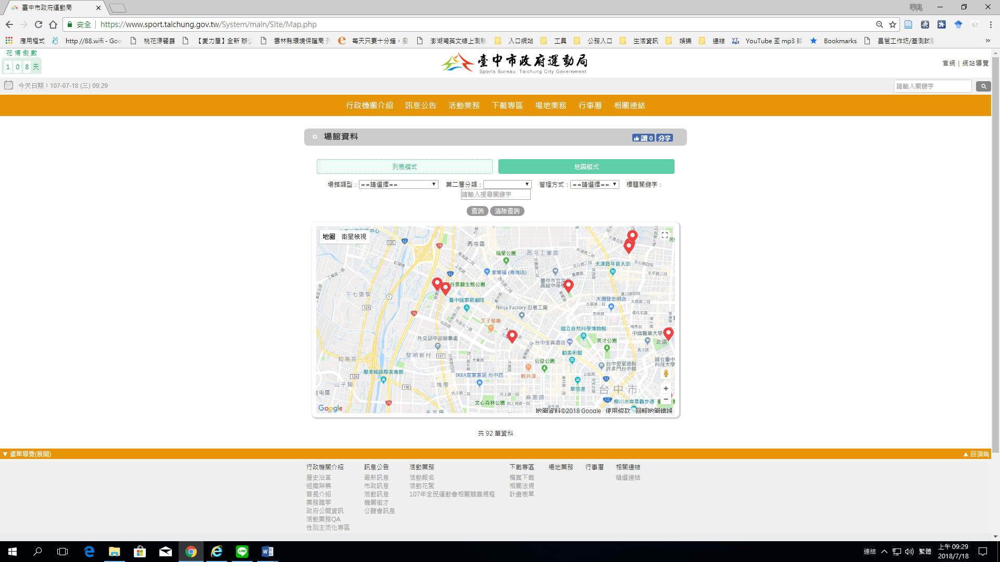 臺中市政府運動局
平凡
安全 https://www.sport.taichung.gov.tw/System/main/Site/Map.php
應用程式 http://88.wifi - Goo 桃花源餐廳 【愛力屋】全新 辦公 雲林縣環境保護局 每天只要十分鐘，瘦 澎湖灣英文線上測驗 入口網站 工具 公務入口 生活資訊 娛樂 連結 YouTube 至 mp3 轉 Bookmarks 昌爸工作坊/基測試題 »
花博倒數
108天
臺中市政府運動局
Sports Bureau, Taichung City Government
官網 | 網站導覽
今天日期：107-07-18 (三) 09:29
請輸入關鍵字
行政機關介紹 訊息公告 活動業務 下載專區 場地業務 行事曆 相關連結
場館資料
讚 0 分享
列表模式 地圖模式
場館類型：==請選擇== 第二層分類： 管理方式：==請選擇== 標題關鍵字：
請輸入搜尋關鍵字
查詢 清除查詢
地圖 衛星檢視
西屯區
福星公園
西屯工業區
天津路年貨大街
家樂福 (青海店)
谷景觀生態公園
臺中市立文
高級中等學
下七張犁
臺中國家歌劇院
大潤發忠明店
Ninja Factory 忍者工廠
叉子餐廳
國立自然科學博物館
中國醫藥大學
外交部中部辦事處
台中金典酒店
英才公園
北區
黎明新村
勤美術館
知高莊
公益公園
國立臺中
科技大學
台中密室逃脫
許多門台中館
潮港城國際美食館
IKEA宜家家居 台中店
輕井澤
山子腳
三塊厝
草悟道
台中市
南屯區
麻園頭
文心森林公園
柳川水岸景觀步道
Google
地圖資料©2018 Google 使用條款 回報地圖錯誤
共 92 筆資料
▼ 選單導覽(展開) ▲ 回頂端
行政機關介紹 訊息公告 活動業務 下載專區 場地業務 行事曆 相關連結
歷史沿革 最新訊息 活動報名 檔案下載 精選連結
組織架構 市政訊息 活動花絮 相關法規
首長介紹 活動訊息 107年全民運動會相關競賽規程 計畫表單
業務職掌 機關徵才
政府公開資訊 公聽會訊息
活動業務QA
性別主流化專區
連結 繁體 上午 09:29
2018/7/18